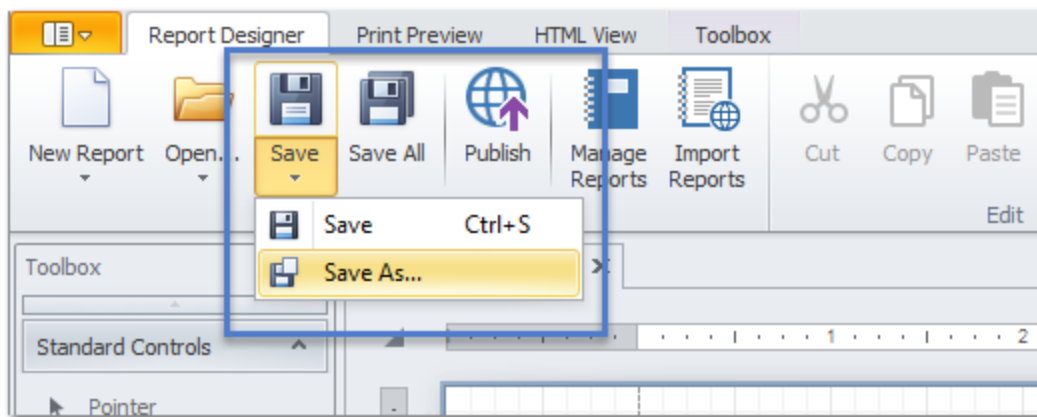 Report Designer Print Preview HTML View Toolbox
New Report Open... Save Save All Publish Manage Reports Import Reports Cut Copy Paste
Edit
Save Ctrl+S
Save As...
Toolbox
Standard Controls
1 2
Pointer